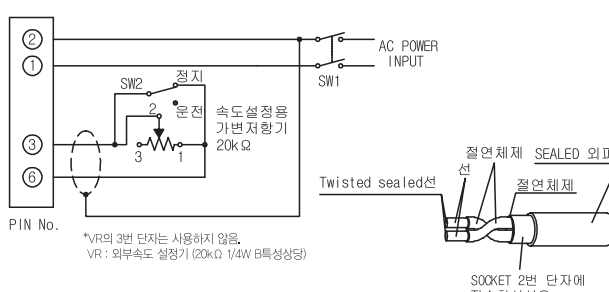 ②
①
③
⑥
PIN No.
SW2
정지
2
운전
3
1
속도설정용
가변저항기
20kΩ
SW1
AC POWER
INPUT
*VR의 3번 단자는 사용하지 않음.
VR : 외부속도 설정기 (20kΩ 1/4W B특성상당)
Twisted sealed선
선
절연체제
SEALED 외피
절연체제
SOCKET 2번 단자에